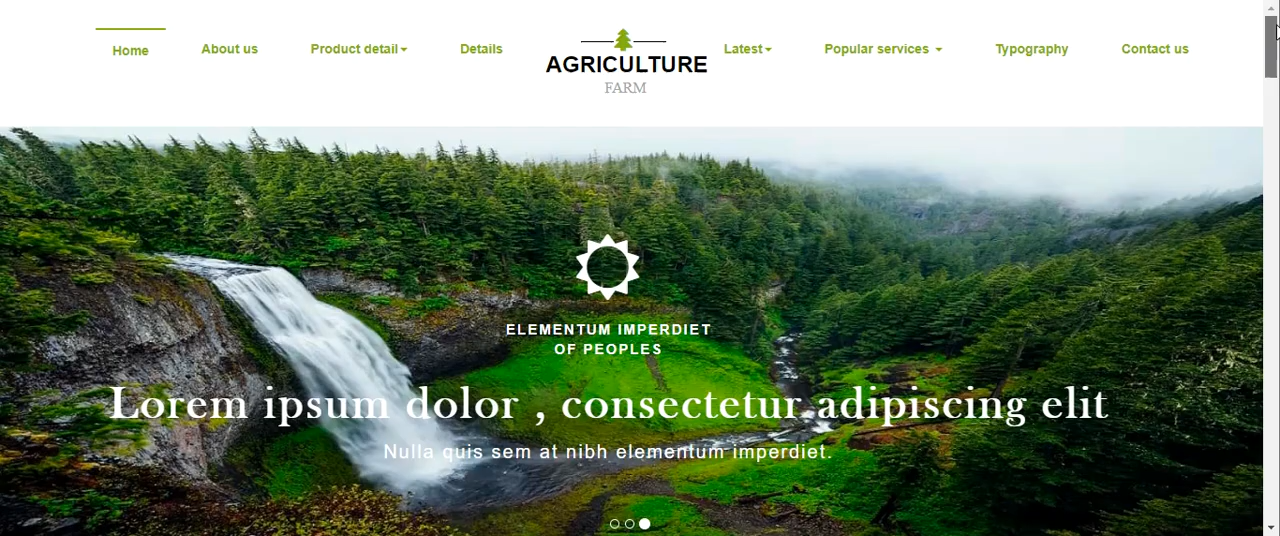 Home
About us
Product detail
Details
AGRICULTURE
FARM
Latest
Popular services
Typography
Contact us
ELEMENTUM IMPERDIET
OF PEOPLES
Lorem ipsum dolor , consectetur adipiscing elit
Nulla quis sem at nibh elementum imperdiet.